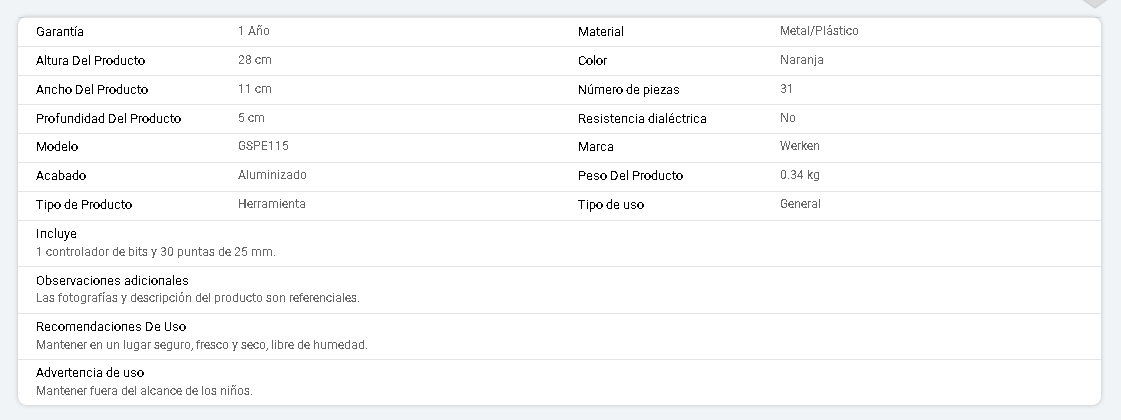 Garantía 1 Año Material Metal/Plástico
Altura Del Producto 28 cm Color Naranja
Ancho Del Producto 11 cm Número de piezas 31
Profundidad Del Producto 5 cm Resistencia dialéctrica No
Modelo GSPE115 Marca Werken
Acabado Aluminizado Peso Del Producto 0.34 kg
Tipo de Producto Herramienta Tipo de uso General
Incluye
1 controlador de bits y 30 puntas de 25 mm.
Observaciones adicionales
Las fotografías y descripción del producto son referenciales.
Recomendaciones De Uso
Mantener en un lugar seguro, fresco y seco, libre de humedad.
Advertencia de uso
Mantener fuera del alcance de los niños.